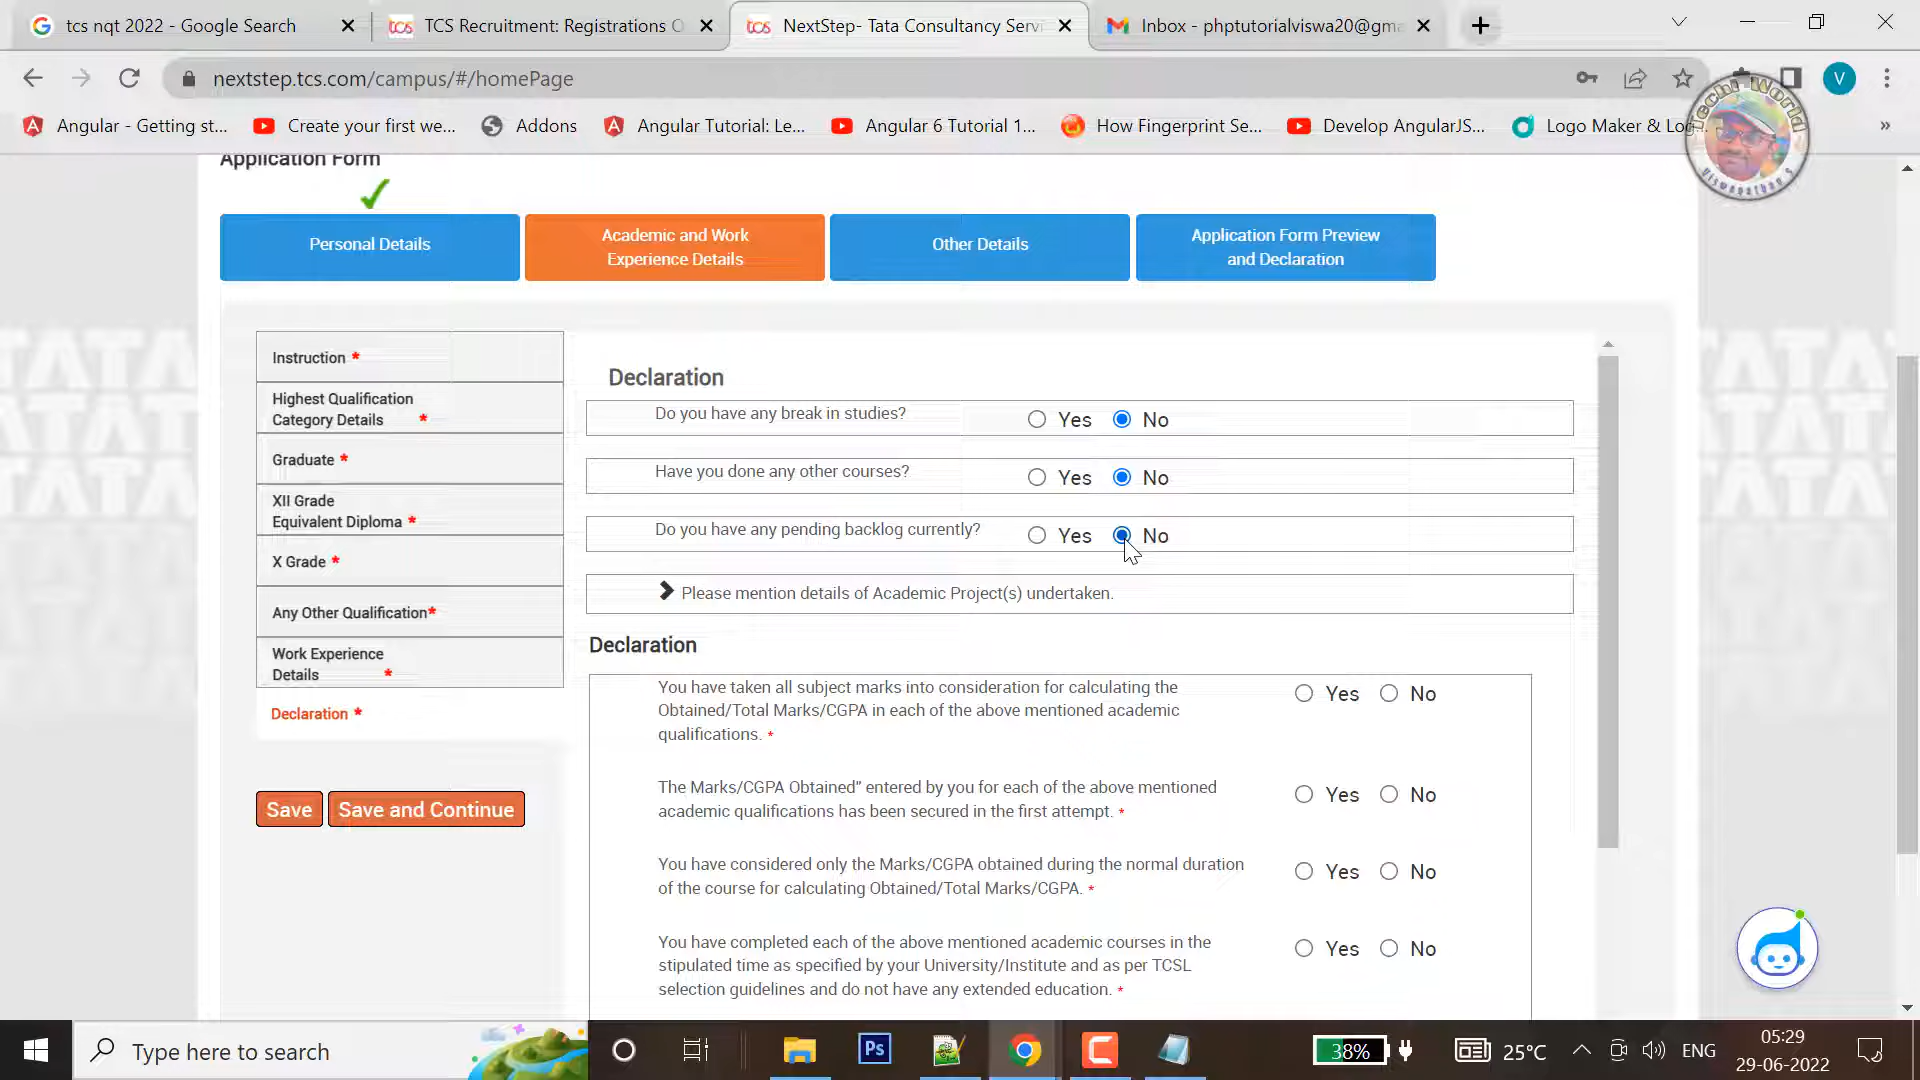 tcs nqt 2022 - Google Search
tcs TCS Recruitment: Registrations O
tcs NextStep- Tata Consultancy Servi
Inbox - phptutorialviswa20@gma
nextstep.tcs.com/campus/#/homePage
V
Angular - Getting st...
Create your first we...
Addons
Angular Tutorial: Le...
Angular 6 Tutorial 1...
How Fingerprint Se...
Develop AngularJS...
Logo Maker & Lo
»
Techi World
Viswanathan S
Application Form
Personal Details
Academic and Work
Experience Details
Other Details
Application Form Preview
and Declaration
Instruction *
Highest Qualification
Category Details *
Graduate *
XII Grade
Equivalent Diploma *
X Grade *
Any Other Qualification*
Work Experience
Details *
Declaration *
Save
Save and Continue
Declaration
Do you have any break in studies? Yes No
Have you done any other courses? Yes No
Do you have any pending backlog currently? Yes No
Please mention details of Academic Project(s) undertaken.
Declaration
You have taken all subject marks into consideration for calculating the
Obtained/Total Marks/CGPA in each of the above mentioned academic
qualifications. *
Yes No
The Marks/CGPA Obtained" entered by you for each of the above mentioned
academic qualifications has been secured in the first attempt. *
Yes No
You have considered only the Marks/CGPA obtained during the normal duration
of the course for calculating Obtained/Total Marks/CGPA. *
Yes No
You have completed each of the above mentioned academic courses in the
stipulated time as specified by your University/Institute and as per TCSL
selection guidelines and do not have any extended education. *
Yes No
TATA
TATA
Type here to search
Ps
38%
25°C
ENG
05:29
29-06-2022